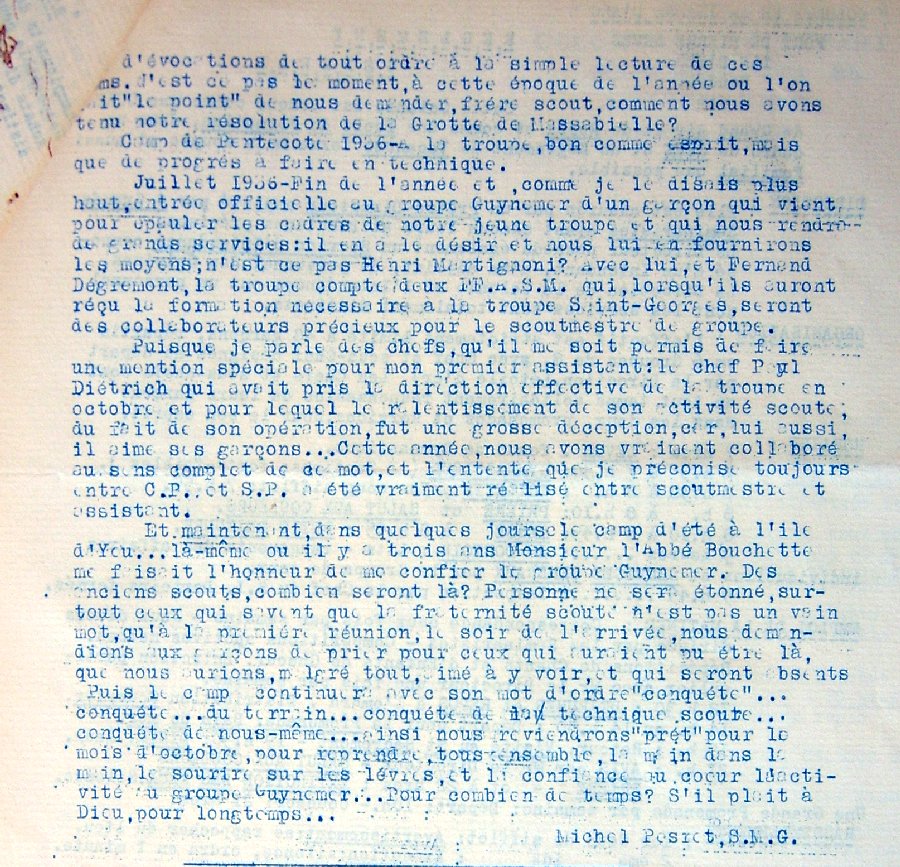 d'évocations de tout ordre à la simple lecture de ces
N'est ce pas le moment,à cette époque de l'année ou l'on
fait"le point" de nous demander,frère scout,comment nous avons
tenu notre résolution de la Grotte de Massabielle?
Camp de Pentecote 1936-A la troupe,bon comme esprit,mais
que de progrés à faire en technique.
Juillet 1936-Fin de l'année et ,comme je le disais plus
haut,entrée officielle au groupe Guynemer d'un garçon qui vient
pour épauler les cadres de notre jeune troupe et qui nous rendra
de grands services:il en a le désir et nous lui en fournirons
les moyens;n'est ce pas Henri Martignoni? Avec lui,et Fernand
Dégremont, la troupe compte deux FF.A.S.M. qui,lorsqu'ils auront
réçu la formation nécessaire à la troupe Saint-Georges,seront
des collaborateurs précieux pour le scoutmestre de groupe.
Puisque je parle des chefs,qu'il me soit permis de faire
une mention spéciale pour mon premier assistant:le chef Paul
Diétrich qui avait pris la direction effective de la troupe en
octobre et pour lequel le ralentissement de son activité scoute,
du fait de son opération,fut une grosse déception,car,lui aussi,
il aime ses garçons...Cette année,nous avons vraiment collaboré
au sens complet de ce mot,et l'entente que je préconise toujours
entre C.P. et S.P. a été vraiment réalisé entre scoutmestre et
assistant.
Et maintenant,dans quelques jours le camp d'été à l'ile
d'Yeu...là-même ou il y a trois ans Monsieur l'Abbé Bouchette
me faisait l'honneur de me confier le groupe Guynemer. Des
anciens scouts,combien seront là? Personne ne sera étonné,sur-
tout ceux qui savent que la fraternité scoute n'est pas un vain
mot,qu'à la premiére réunion,le soir de l'arrivée,nous deman-
dions aux garçons de prier pour ceux qui auraient pu étre là,
que nous aurions,malgré tout,aimé à y voir,et qui seront absents
Puis le camp continuera avec son mot d'ordre"conquéte"...
conquéte...du terrain...conquéte de la technique scoute...
conquéte de nous-même...ainsi nous reviendrons"prét"pour le
mois d'octobre,pour reprendre,tous ensemble,la main dans la
main,le sourire sur les lévres,et la confiance au coeur l'acti-
vité du groupe Guynemer...Pour combien de temps? S'il plait à
Dieu,pour longtemps...
Michel Pesret,S.M.G.